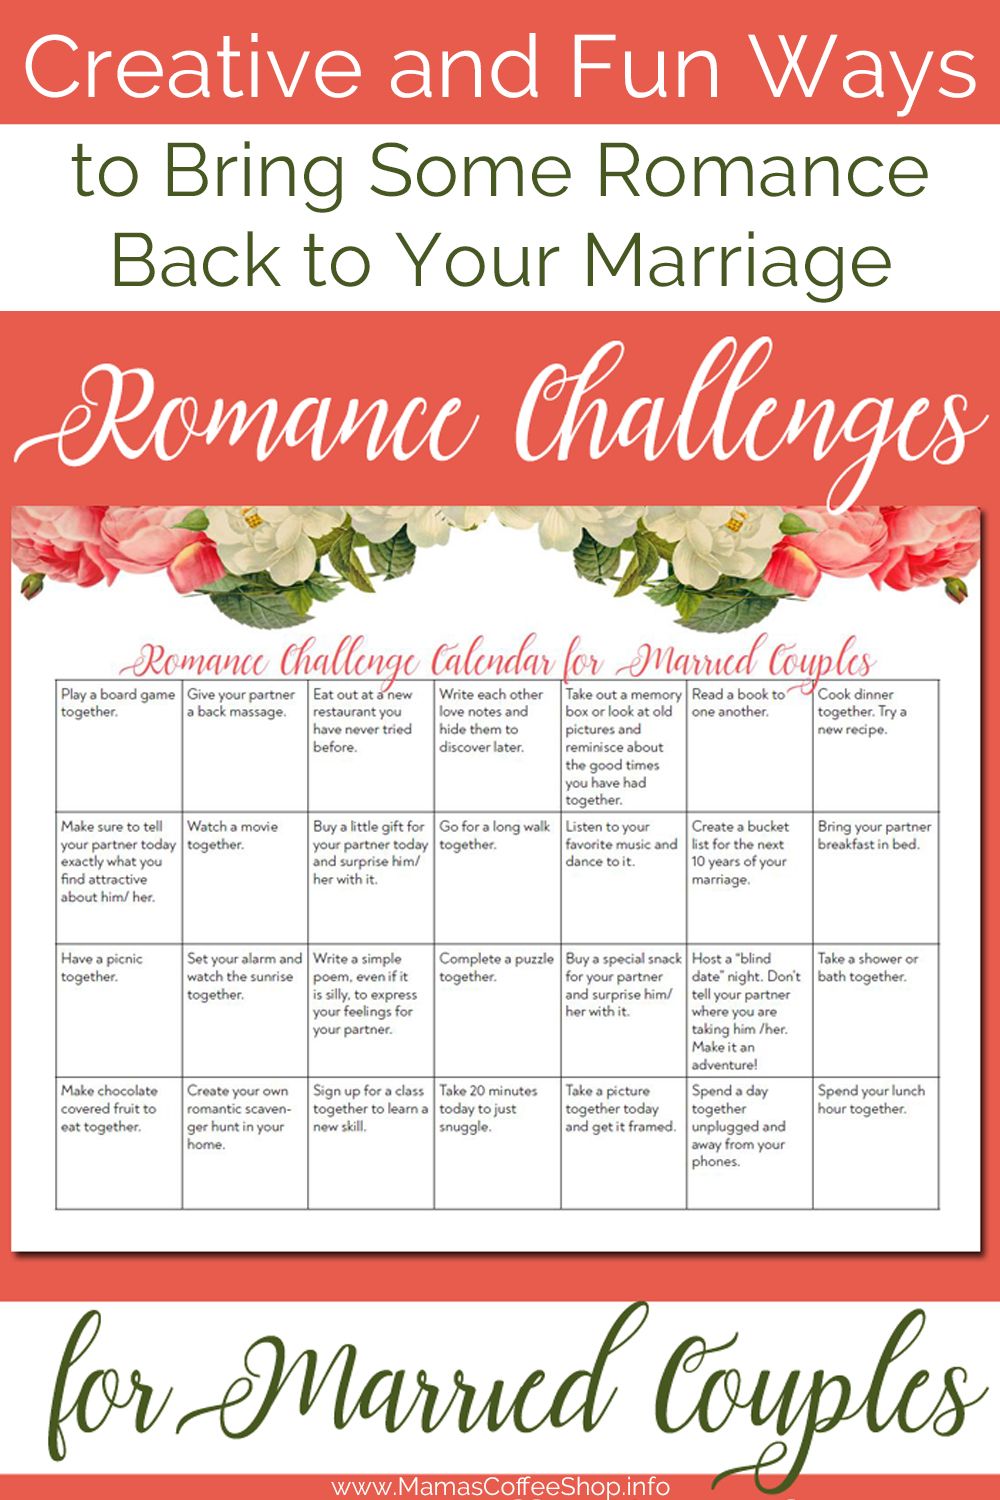 Creative and Fun Ways
to Bring Some Romance
Back to Your Marriage
Romance Challenges
Romance Challenge Calendar for Married Couples
Play a board game
together.
Give your partner
a back massage.
Eat out at a new
restaurant you
have never tried
before.
Write each other
love notes and
hide them to
discover later.
Take out a memory
box or look at old
pictures and
reminisce about
the good times
you have had
together.
Read a book to
one another.
Cook dinner
together. Try a
new recipe.
Make sure to tell
your partner today
exactly what you
find attractive
about him/ her.
Watch a movie
together.
Buy a little gift for
your partner today
and surprise him/
her with it.
Go for a long walk
together.
Listen to your
favorite music and
dance to it.
Create a bucket
list for the next
10 years of your
marriage.
Bring your partner
breakfast in bed.
Have a picnic
together.
Set your alarm and
watch the sunrise
together.
Write a simple
poem, even if it
is silly, to express
your feelings for
your partner.
Complete a puzzle
together.
Buy a special snack
for your partner
and surprise him/
her with it.
Host a "blind
date" night. Don't
tell your partner
where you are
taking him /her.
Make it an
adventure!
Take a shower or
bath together.
Make chocolate
covered fruit to
eat together.
Create your own
romantic scaven-
ger hunt in your
home.
Sign up for a class
together to learn a
new skill.
Take 20 minutes
today to just
snuggle.
Take a picture
together today
and get it framed.
Spend a day
together
unplugged and
away from your
phones.
Spend your lunch
hour together.
for Married Couples
www.MamasCoffeeShop.info